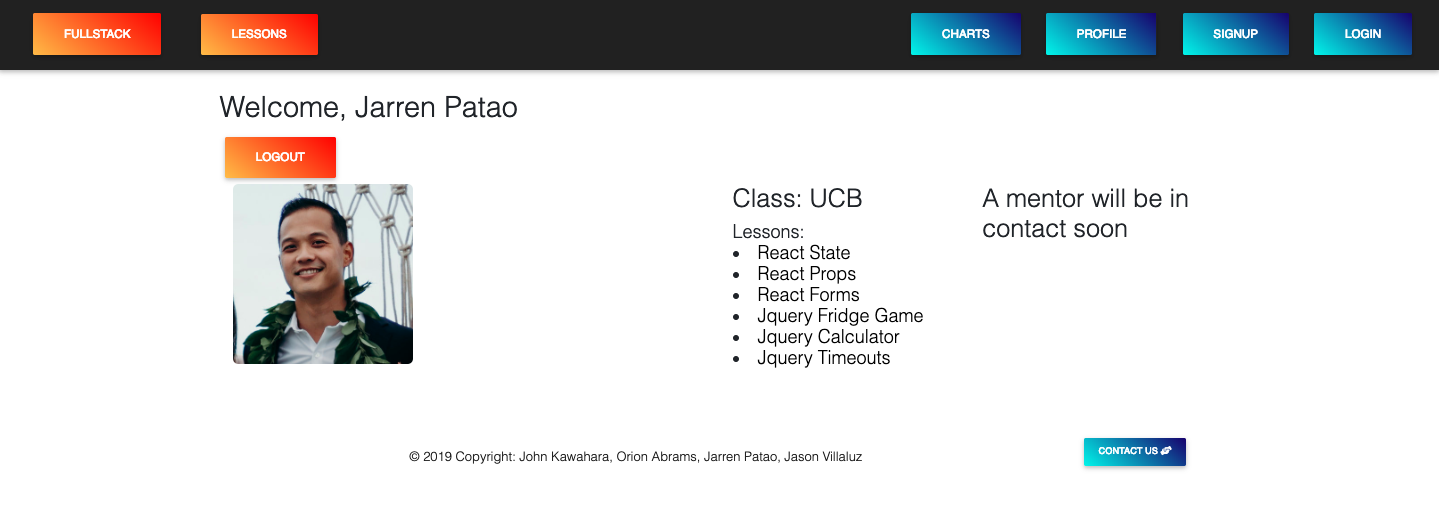 FULLSTACK LESSONS CHARTS PROFILE SIGNUP LOGIN
Welcome, Jarren Patao
LOGOUT
Class: UCB
Lessons:
React State
React Props
React Forms
Jquery Fridge Game
Jquery Calculator
Jquery Timeouts
A mentor will be in
contact soon
© 2019 Copyright: John Kawahara, Orion Abrams, Jarren Patao, Jason Villaluz
CONTACT US